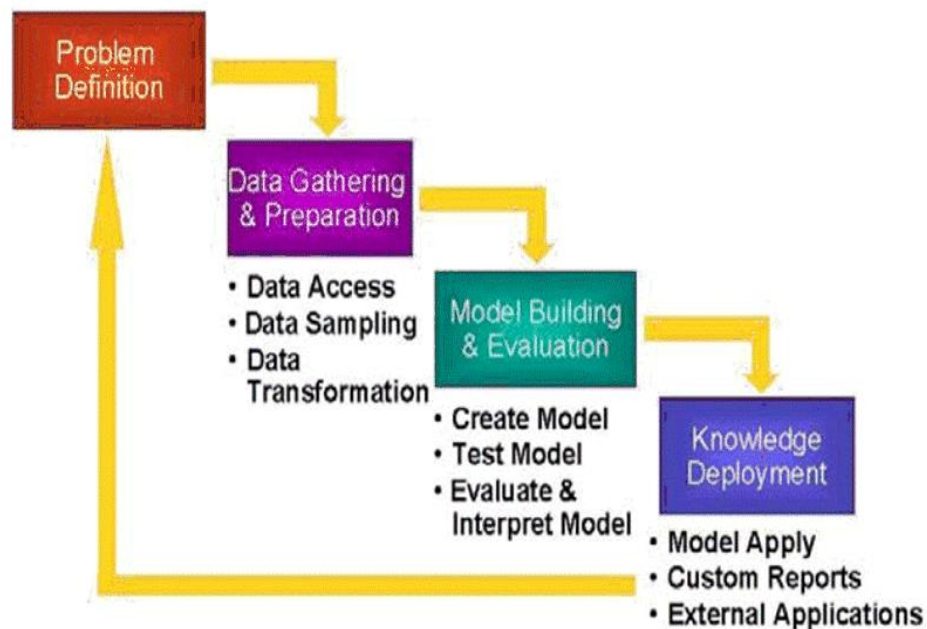 Problem
Definition
Data Gathering
& Preparation
• Data Access
• Data Sampling
• Data
Transformation
Model Building
& Evaluation
• Create Model
• Test Model
• Evaluate &
Interpret Model
Knowledge
Deployment
• Model Apply
• Custom Reports
• External Applications